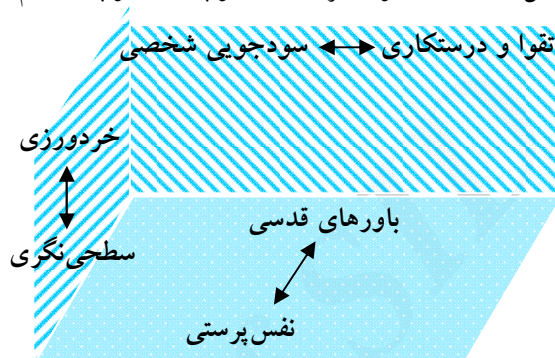 تقوا و درستکاری سودجویی شخصی
خردورزی
سطحی‌نگری
باورهای قدسی
نفس‌پرستی